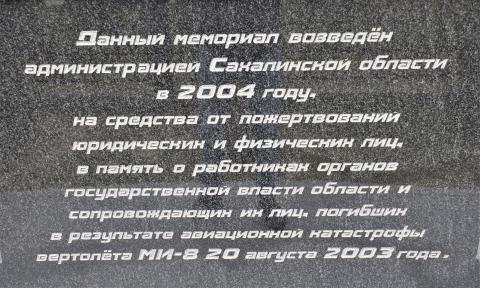 Данный мемориал возведён
администрацией Сахалинской области
в 2004 году,
на средства от пожертвований
юридических и физических лиц,
в память о работниках органов
государственной власти области и
сопровождающих их лиц, погибших
в результате авиационной катастрофы
вертолёта МИ-8 20 августа 2003 года.